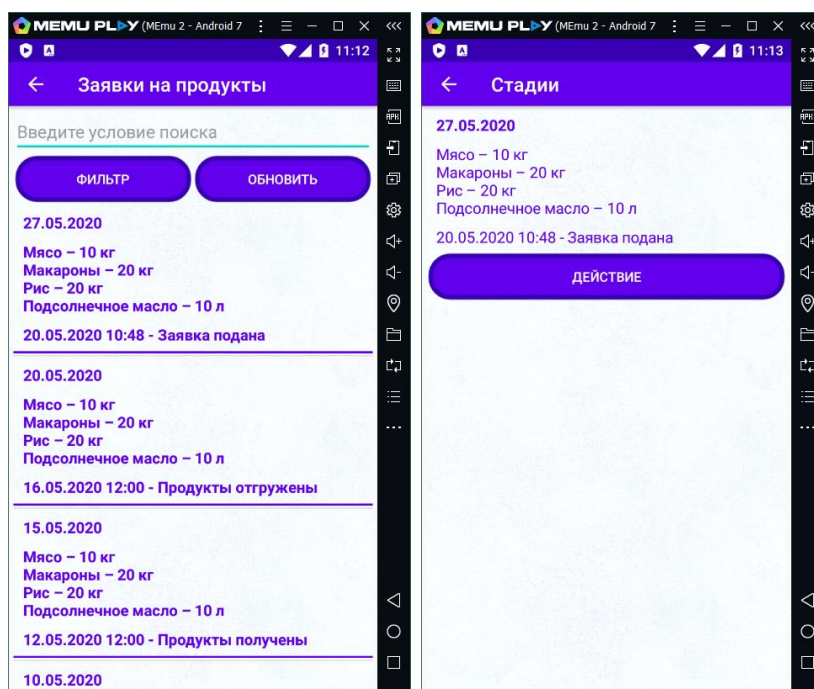 MEMU PLAY (MEmu 2 - Android 7
11:12
Заявки на продукты
Введите условие поиска
ФИЛЬТР
ОБНОВИТЬ
27.05.2020
Мясо – 10 кг
Макароны – 20 кг
Рис – 20 кг
Подсолнечное масло – 10 л
20.05.2020 10:48 - Заявка подана
20.05.2020
Мясо – 10 кг
Макароны – 20 кг
Рис – 20 кг
Подсолнечное масло – 10 л
16.05.2020 12:00 - Продукты отгружены
15.05.2020
Мясо – 10 кг
Макароны – 20 кг
Рис – 20 кг
Подсолнечное масло – 10 л
12.05.2020 12:00 - Продукты получены
10.05.2020
APK
MEMU PLAY (MEmu 2 - Android 7
11:13
Стадии
27.05.2020
Мясо – 10 кг
Макароны – 20 кг
Рис – 20 кг
Подсолнечное масло – 10 л
20.05.2020 10:48 - Заявка подана
ДЕЙСТВИЕ
APK